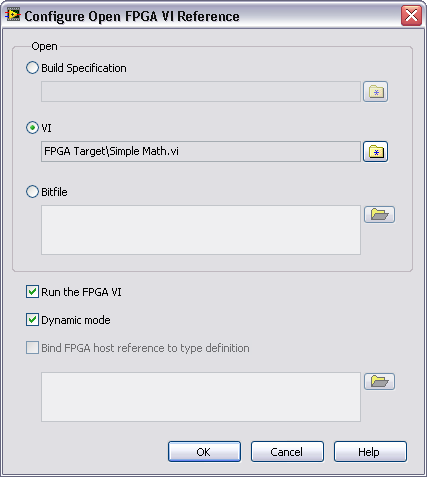 Configure Open FPGA VI Reference
Open
Build Specification
VI
FPGA Target\Simple Math.vi
Bitfile
Run the FPGA VI
Dynamic mode
Bind FPGA host reference to type definition
OK Cancel Help